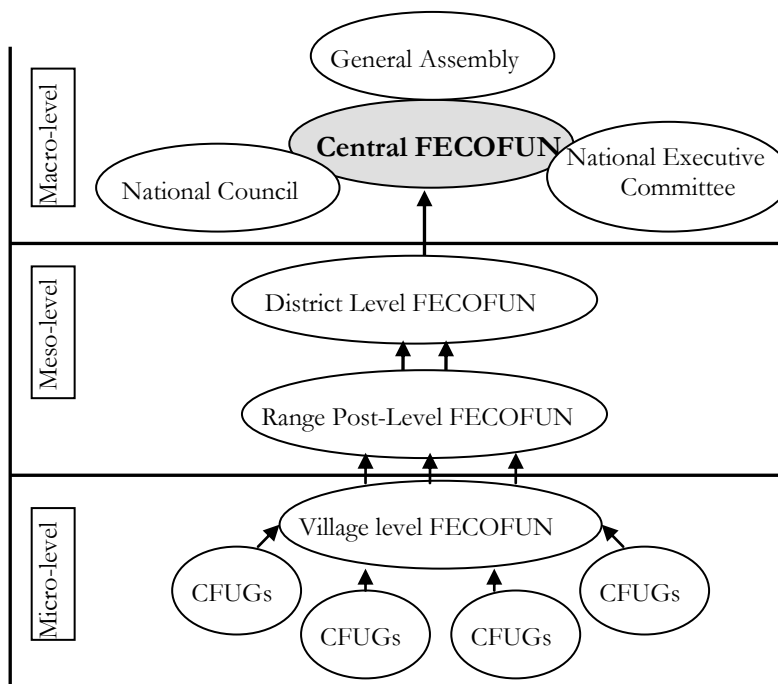 Macro-level
General Assembly
Central FECOFUN
National Council
National Executive
Committee
Meso-level
District Level FECOFUN
Range Post-Level FECOFUN
Micro-level
Village level FECOFUN
CFUGs
CFUGs
CFUGs
CFUGs